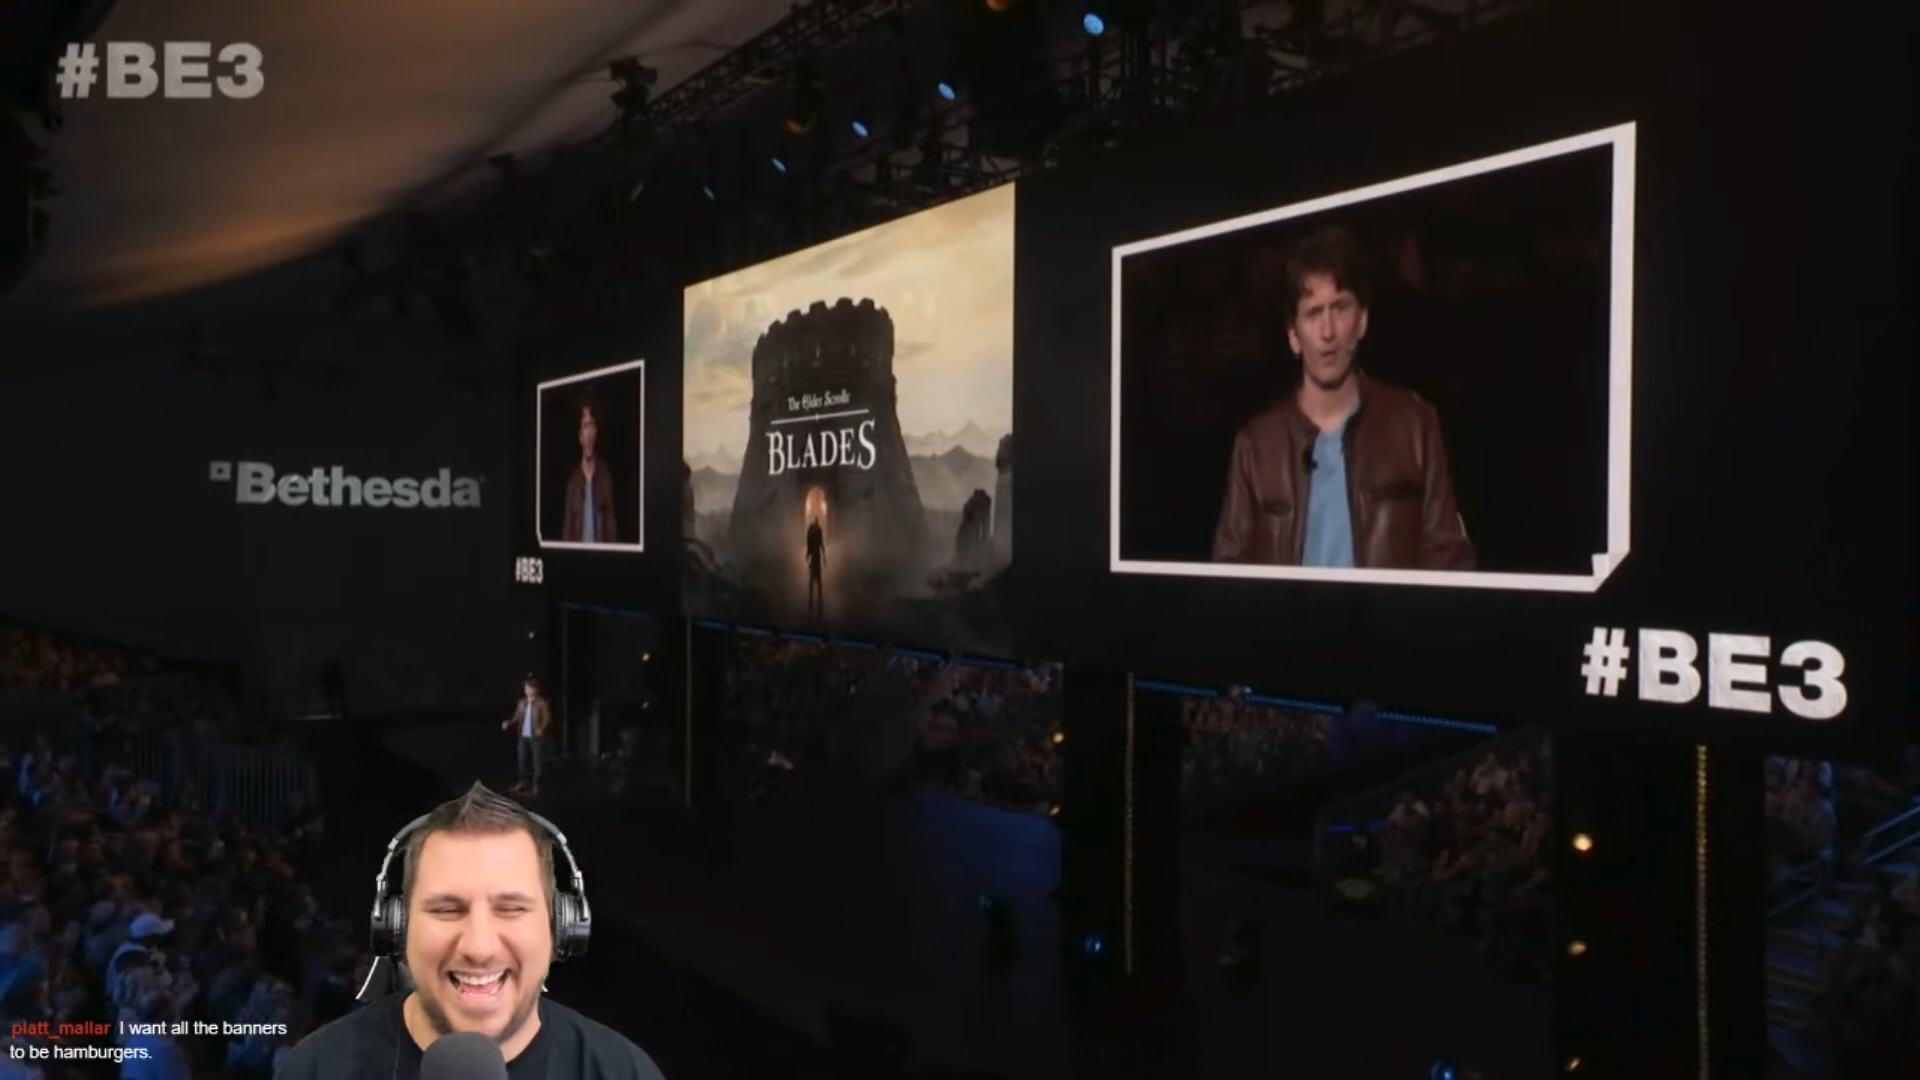 #BE3
The Elder Scrolls
BLADES
Bethesda
#BE3
#BE3
platt_mallar I want all the banners
to be hamburgers.